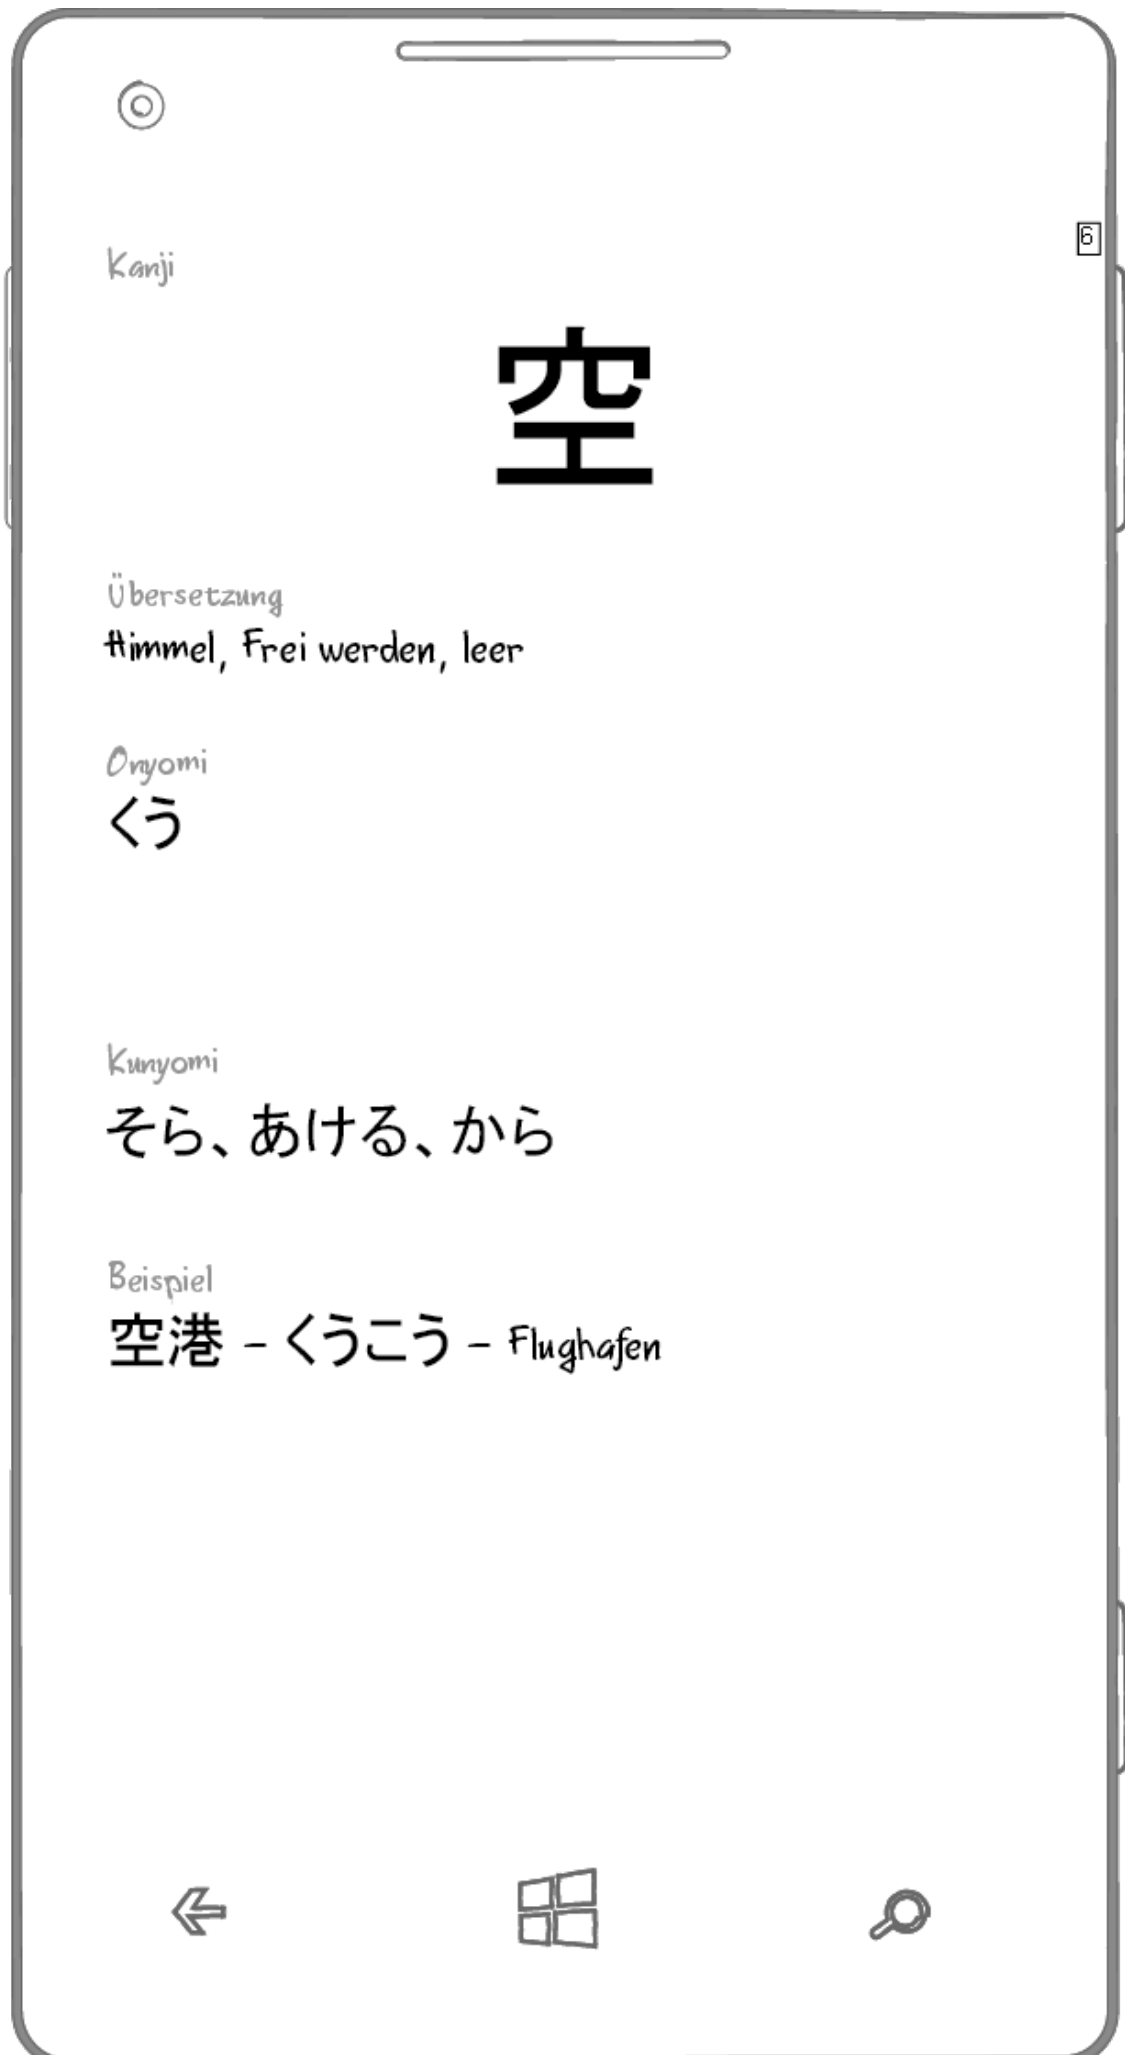 6
Kanji
空
Übersetzung
Himmel, Frei werden, leer
Onyomi
くう
Kunyomi
そら、あける、から
Beispiel
空港 - くうこう - Flughafen